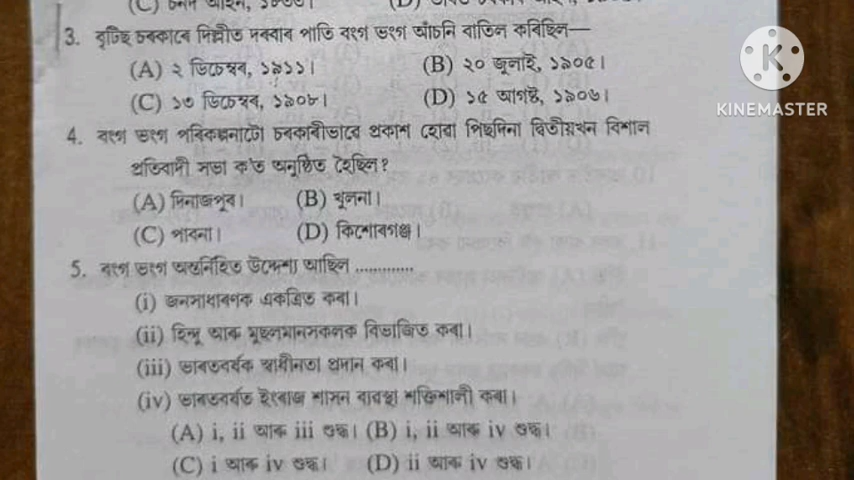 3. বৃটিছ চৰকাৰে দিল্লীত দৰবাৰ পাতি বংগ ভংগ আঁচনি বাতিল কৰিছিল—
(A) ২ ডিচেম্বৰ, ১৯১১।
(B) ২০ জুলাই, ১৯০৫।
(C) ১৩ ডিচেম্বৰ, ১৯০৮।
(D) ১৫ আগষ্ট, ১৯০৬।
KINEMASTER
4. বংগ ভংগ পৰিকল্পনাটো চৰকাৰীভাৱে প্ৰকাশ হোৱা পিছদিনা দ্বিতীয়খন বিশাল
প্ৰতিবাদী সভা ক'ত অনুষ্ঠিত হৈছিল?
(A) দিনাজপুৰ।
(B) খুলনা।
(C) পাবনা।
(D) কিশোৰগঞ্জ।
5. বংগ ভংগ অন্তৰ্নিহিত উদ্দেশ্য আছিল .............
(i) জনসাধাৰণক একত্ৰিত কৰা।
(ii) হিন্দু আৰু মুছলমানসকলক বিভাজিত কৰা।
(iii) ভাৰতবৰ্ষক স্বাধীনতা প্ৰদান কৰা।
(iv) ভাৰতবৰ্ষত ইংৰাজ শাসন ব্যৱস্থা শক্তিশালী কৰা।
(A) i, ii আৰু iii শুদ্ধ। (B) i, ii আৰু iv শুদ্ধ।
(C) i আৰু iv শুদ্ধ। (D) ii আৰু iv শুদ্ধ।